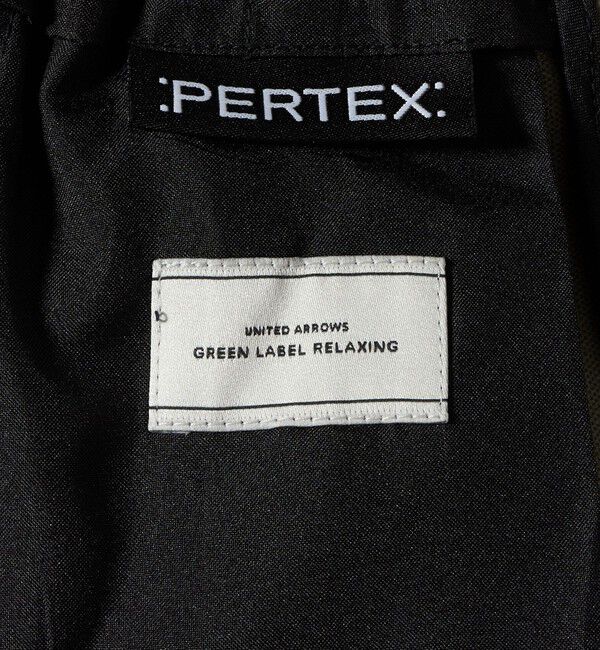 :PERTEX:
UNITED ARROWS
GREEN LABEL RELAXING